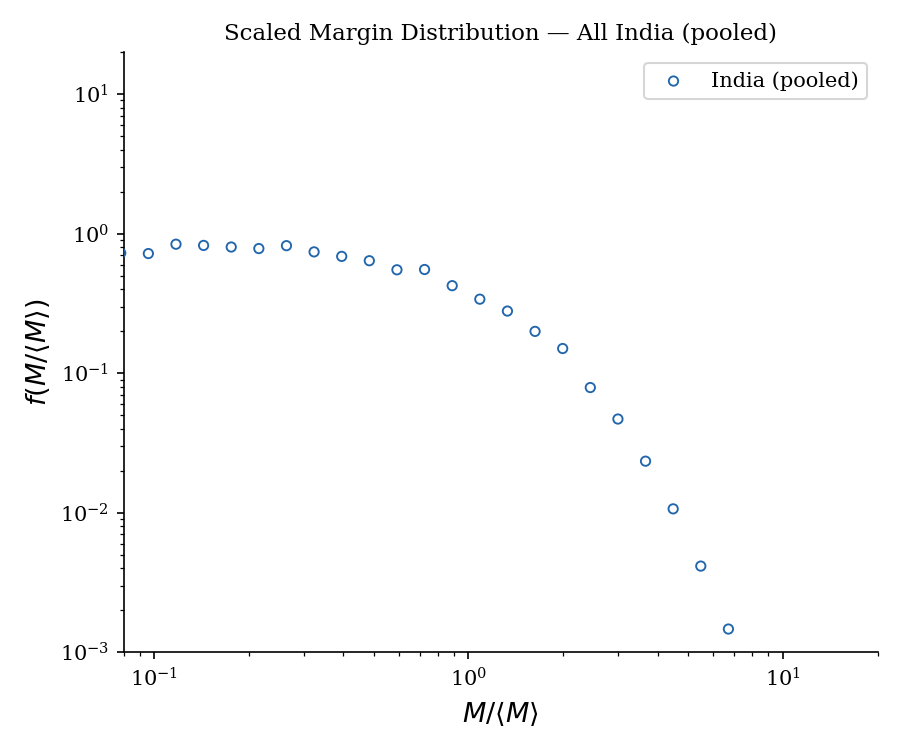 Scaled Margin Distribution — All India (pooled)
India (pooled)
10¹
10⁰
10⁻¹
10⁻²
10⁻³
f(M/⟨M⟩)
10⁻¹
10⁰
10¹
M/⟨M⟩